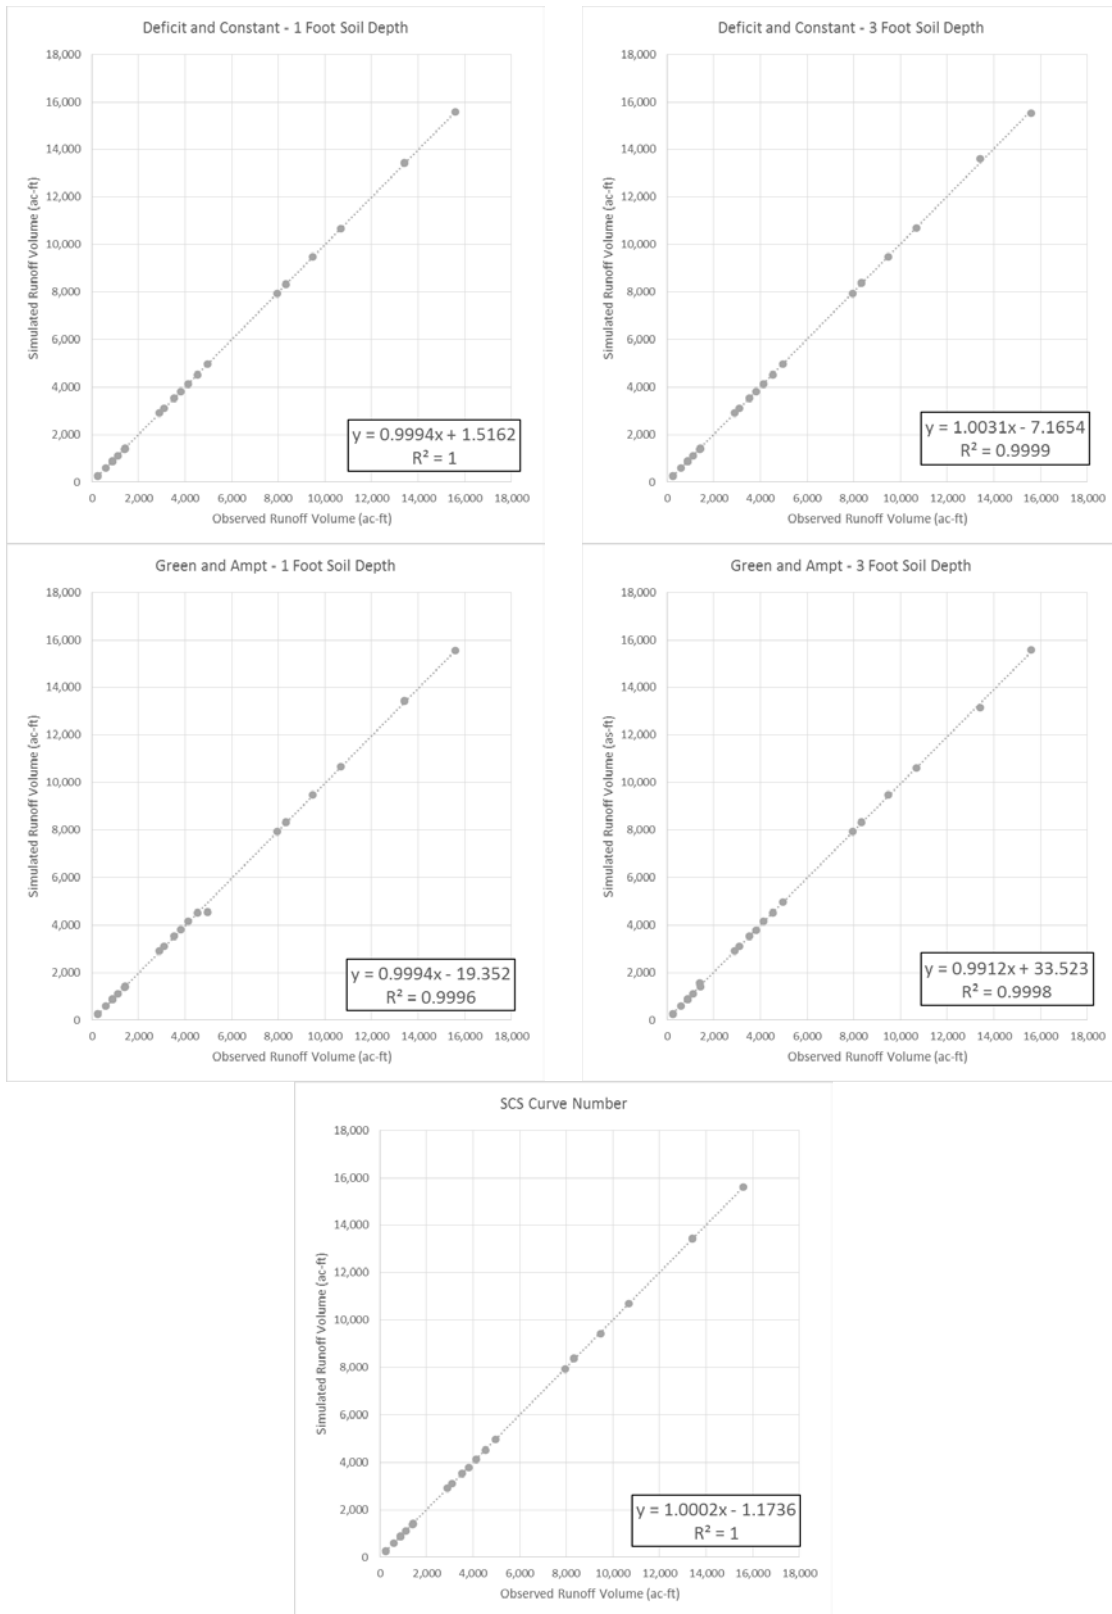 Deficit and Constant - 1 Foot Soil Depth
18,000
16,000
14,000
12,000
10,000
8,000
6,000
4,000
2,000
0
Simulated Runoff Volume (ac-ft)
y = 0.9994x + 1.5162
R² = 1
0 2,000 4,000 6,000 8,000 10,000 12,000 14,000 16,000 18,000
Observed Runoff Volume (ac-ft)
Deficit and Constant - 3 Foot Soil Depth
18,000
16,000
14,000
12,000
10,000
8,000
6,000
4,000
2,000
0
Simulated Runoff Volume (ac-ft)
y = 1.0031x - 7.1654
R² = 0.9999
0 2,000 4,000 6,000 8,000 10,000 12,000 14,000 16,000 18,000
Observed Runoff Volume (ac-ft)
Green and Ampt - 1 Foot Soil Depth
18,000
16,000
14,000
12,000
10,000
8,000
6,000
4,000
2,000
0
Simulated Runoff Volume (ac-ft)
y = 0.9994x - 19.352
R² = 0.9996
0 2,000 4,000 6,000 8,000 10,000 12,000 14,000 16,000 18,000
Observed Runoff Volume (ac-ft)
Green and Ampt - 3 Foot Soil Depth
18,000
16,000
14,000
12,000
10,000
8,000
6,000
4,000
2,000
0
Simulated Runoff Volume (as-ft)
y = 0.9912x + 33.523
R² = 0.9998
0 2,000 4,000 6,000 8,000 10,000 12,000 14,000 16,000 18,000
Observed Runoff Volume (ac-ft)
SCS Curve Number
18,000
16,000
14,000
12,000
10,000
8,000
6,000
4,000
2,000
0
Simulated Runoff Volume (ac-ft)
y = 1.0002x - 1.1736
R² = 1
0 2,000 4,000 6,000 8,000 10,000 12,000 14,000 16,000 18,000
Observed Runoff Volume (ac-ft)